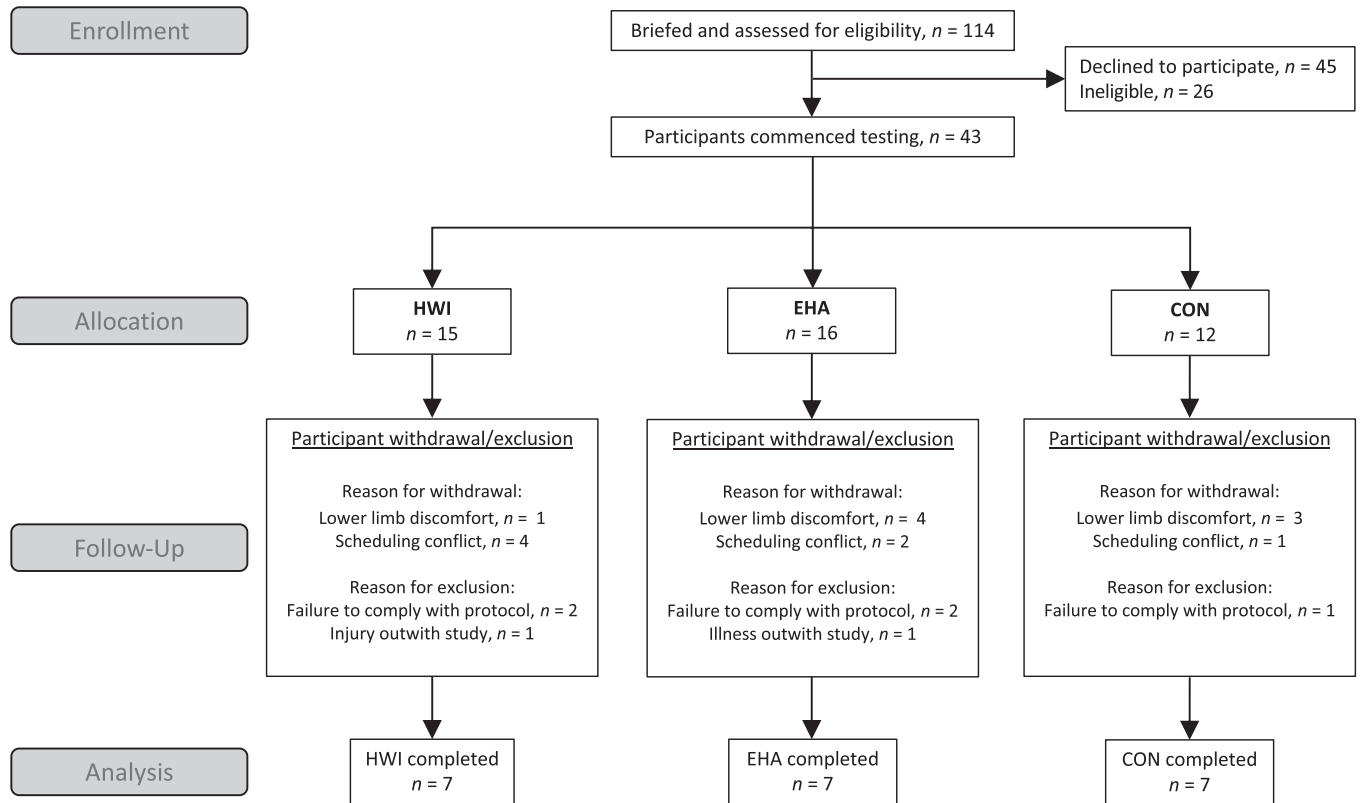 Enrollment
Briefed and assessed for eligibility, n = 114
Declined to participate, n = 45
Ineligible, n = 26
Participants commenced testing, n = 43
Allocation
HWI
n = 15
EHA
n = 16
CON
n = 12
Follow-Up
Participant withdrawal/exclusion
Reason for withdrawal:
Lower limb discomfort, n = 1
Scheduling conflict, n = 4
Reason for exclusion:
Failure to comply with protocol, n = 2
Injury outwith study, n = 1
Participant withdrawal/exclusion
Reason for withdrawal:
Lower limb discomfort, n = 4
Scheduling conflict, n = 2
Reason for exclusion:
Failure to comply with protocol, n = 2
Illness outwith study, n = 1
Participant withdrawal/exclusion
Reason for withdrawal:
Lower limb discomfort, n = 3
Scheduling conflict, n = 1
Reason for exclusion:
Failure to comply with protocol, n = 1
Analysis
HWI completed
n = 7
EHA completed
n = 7
CON completed
n = 7